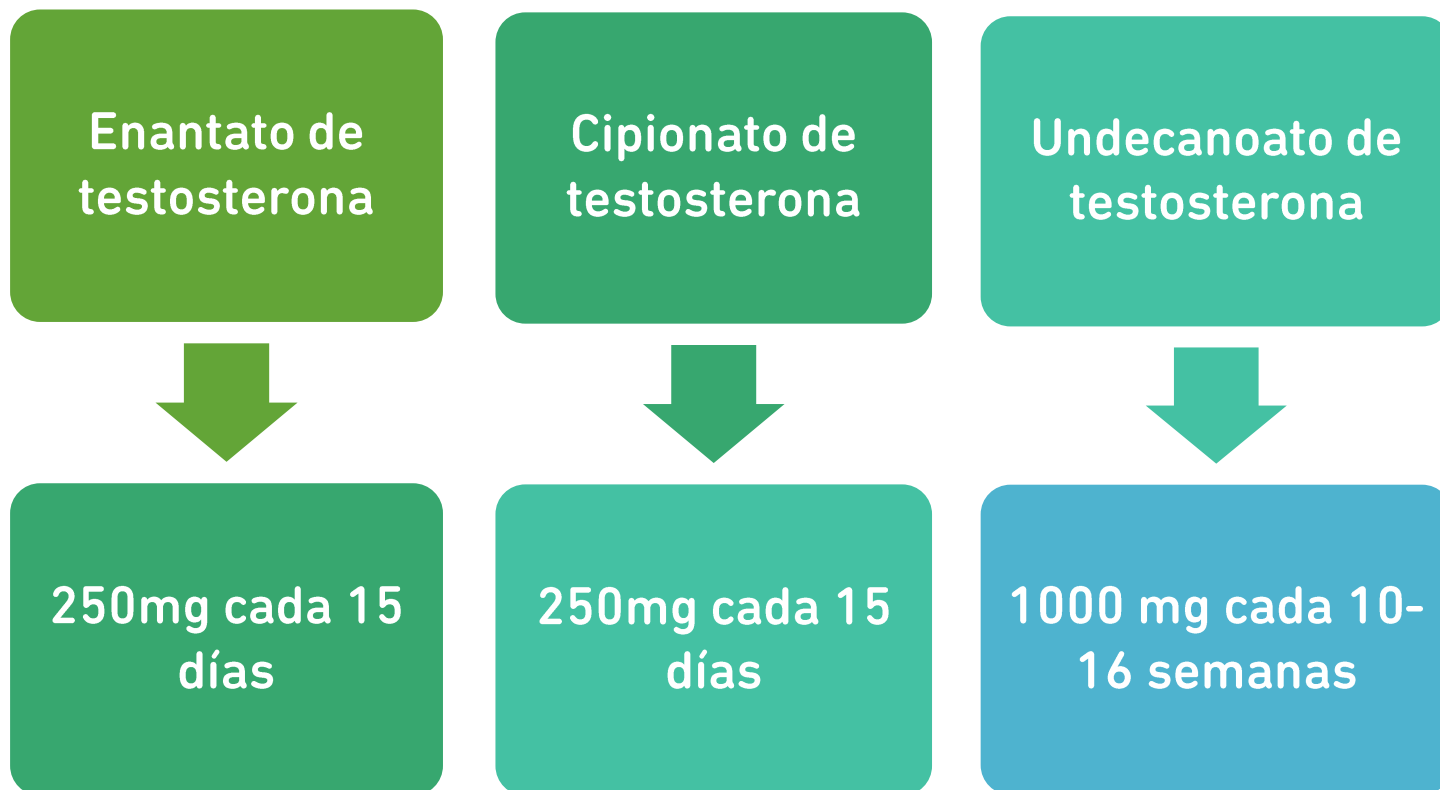 Enantato de
testosterona
Cipionato de
testosterona
Undecanoato de
testosterona
250mg cada 15
días
250mg cada 15
días
1000 mg cada 10-
16 semanas